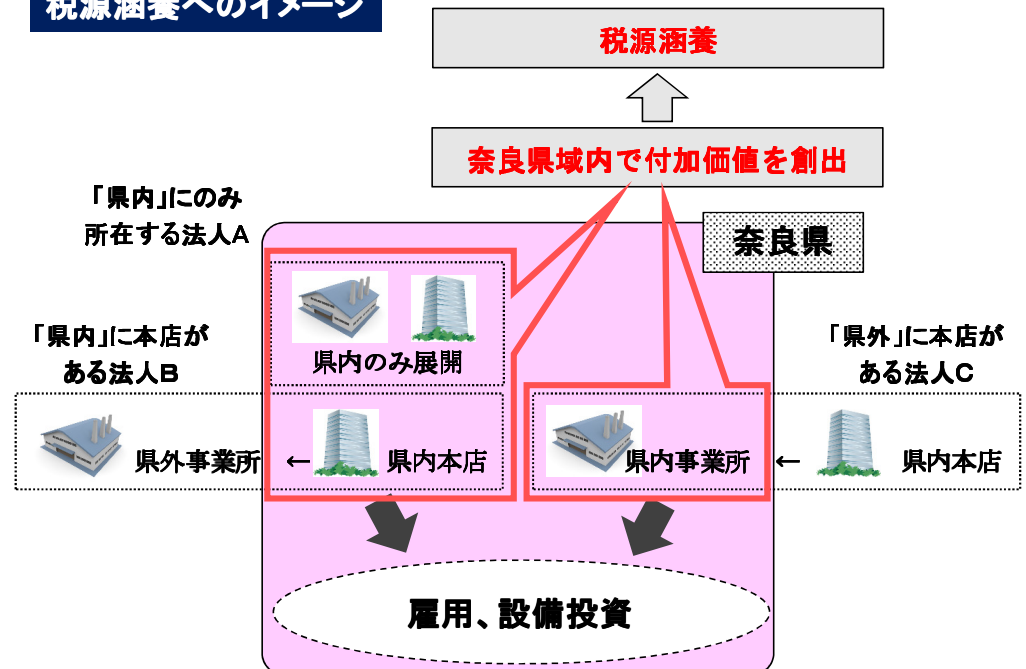 税源涵養へのイメージ
税源涵養
奈良県域内で付加価値を創出
「県内」にのみ
所在する法人A
奈良県
県内のみ展開
「県内」に本店が
ある法人B
「県外」に本店が
ある法人C
県外事業所 ← 県内本店
県内事業所 ← 県内本店
雇用、設備投資